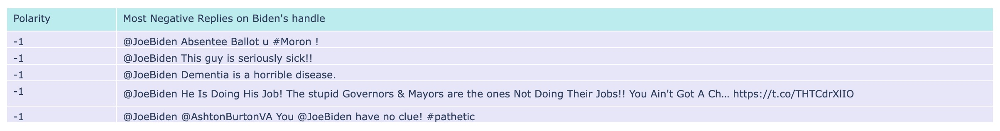 Polarity Most Negative Replies on Biden's handle
-1 @JoeBiden Absentee Ballot u #Moron !
-1 @JoeBiden This guy is seriously sick!!
-1 @JoeBiden Dementia is a horrible disease.
-1 @JoeBiden He Is Doing His Job! The stupid Governors & Mayors are the ones Not Doing Their Jobs!! You Ain't Got A Ch… https://t.co/THTCdrXlIO
-1 @JoeBiden @AshtonBurtonVA You @JoeBiden have no clue! #pathetic